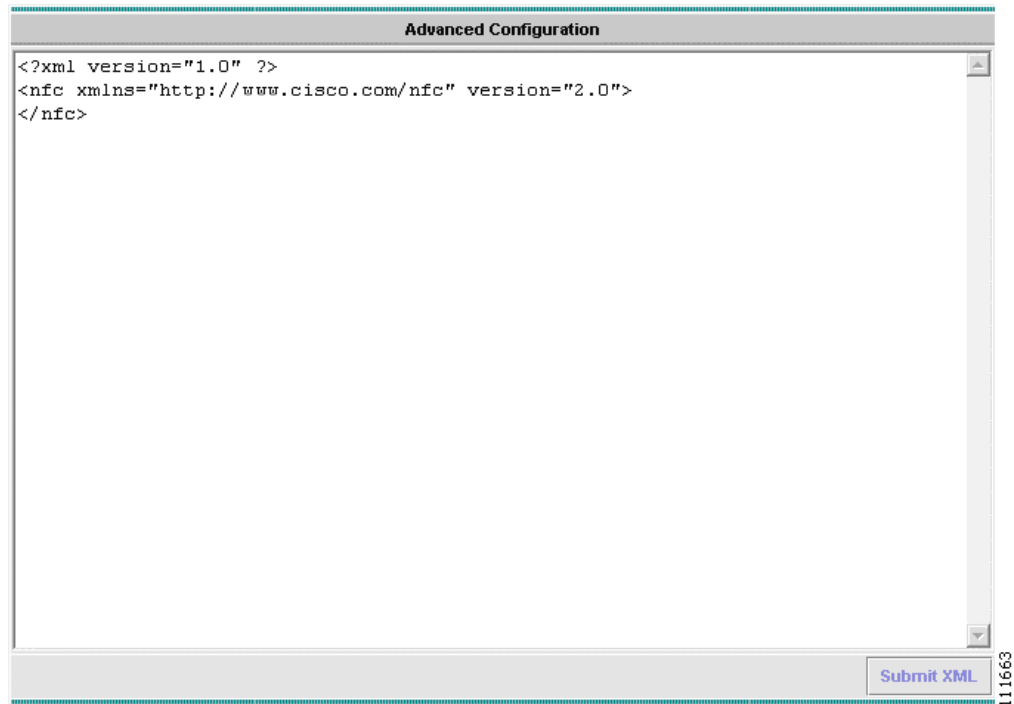 Advanced Configuration
<?xml version="1.0" ?>
<nfc xmlns="http://www.cisco.com/nfc" version="2.0">
</nfc>
Submit XML
111663